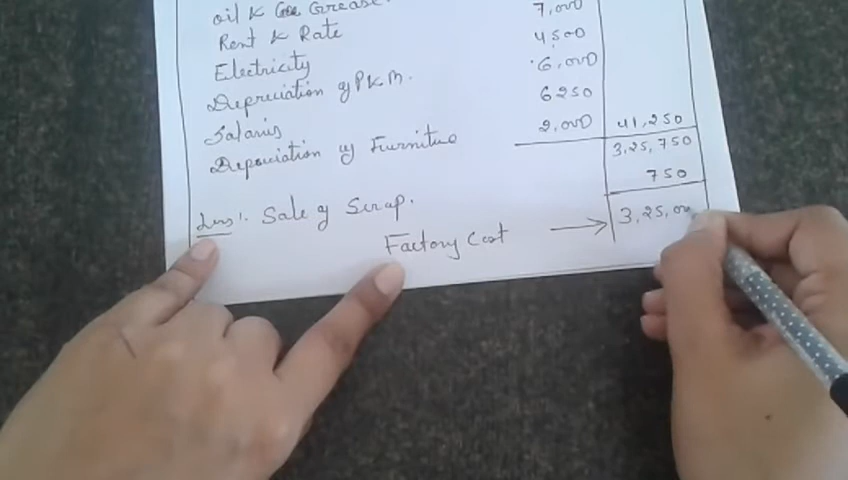 Oil & Gas Grease. 7,000
Rent & Rate 4,500
Electricity 6,000
Depreciation of P&M. 6250
Salaries 2,000 41,250
Depreciation of Furniture 3,25,750
Less:- Sale of Scrap. 750
Factory Cost → 3,25,00